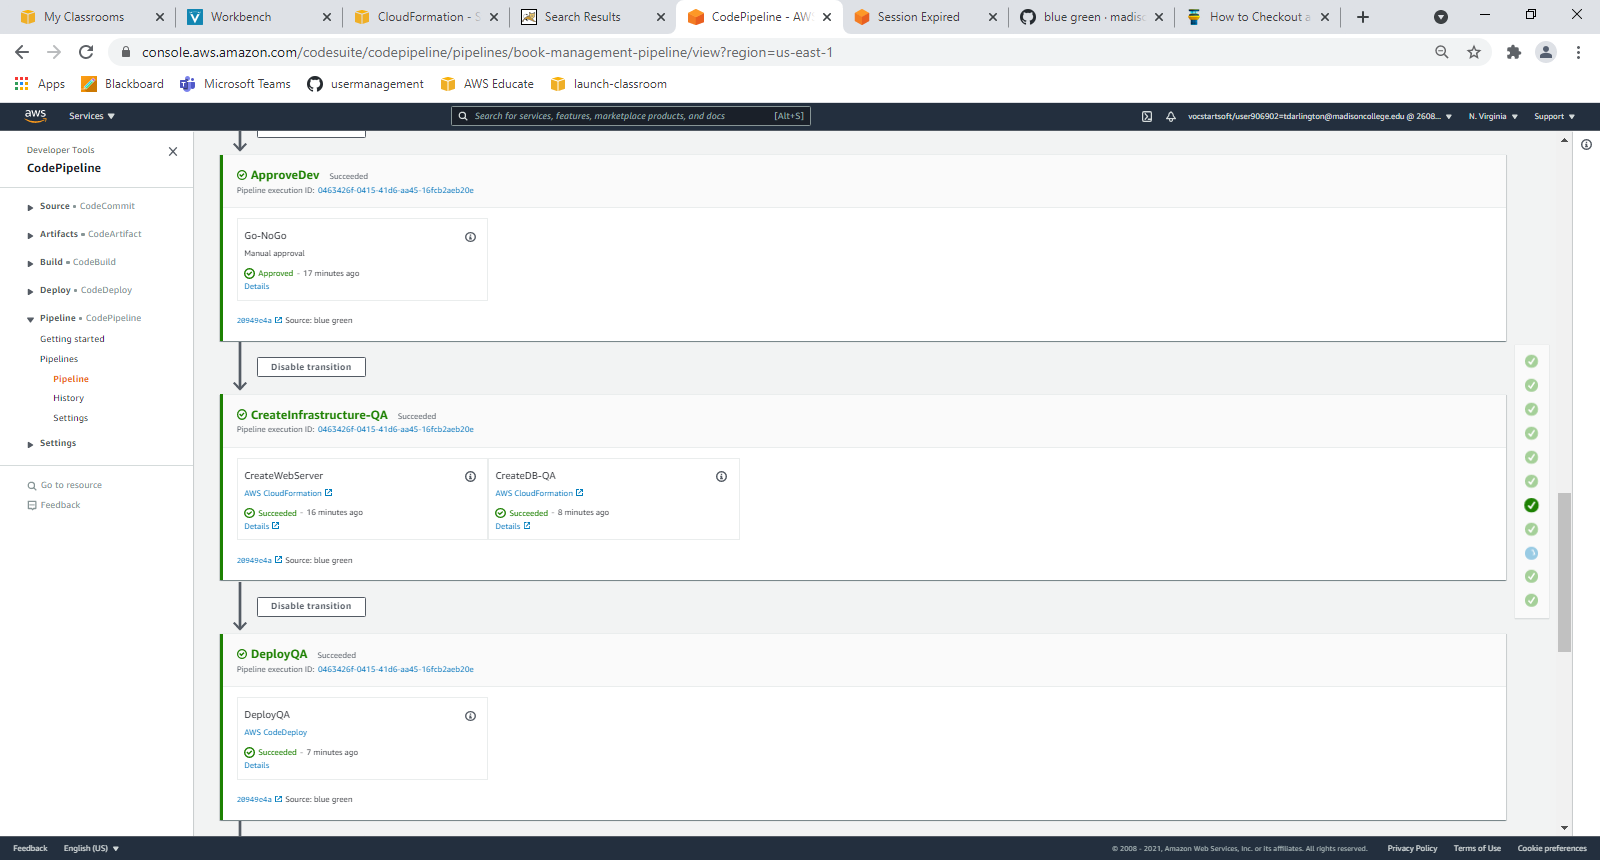 My Classrooms
Workbench
CloudFormation - S
Search Results
CodePipeline - AW
Session Expired
blue green · madiso
How to Checkout a
console.aws.amazon.com/codesuite/codepipeline/pipelines/book-management-pipeline/view?region=us-east-1
Apps
Blackboard
Microsoft Teams
usermanagement
AWS Educate
launch-classroom
aws
Services
Search for services, features, marketplace products, and docs
[Alt+S]
vocstartsoft/user906902=tdarlington@madisoncollege.edu @ 2608...
N. Virginia
Support
Developer Tools
CodePipeline
Source • CodeCommit
Artifacts • CodeArtifact
Build • CodeBuild
Deploy • CodeDeploy
Pipeline • CodePipeline
Getting started
Pipelines
Pipeline
History
Settings
Settings
Go to resource
Feedback
ApproveDev Succeeded
Pipeline execution ID: 0463426f-0415-41d6-aa45-16fcb2aeb20e
Go-NoGo
Manual approval
Approved - 17 minutes ago
Details
20949e4a Source: blue green
Disable transition
CreateInfrastructure-QA Succeeded
Pipeline execution ID: 0463426f-0415-41d6-aa45-16fcb2aeb20e
CreateWebServer
AWS CloudFormation
Succeeded - 16 minutes ago
Details
CreateDB-QA
AWS CloudFormation
Succeeded - 8 minutes ago
Details
20949e4a Source: blue green
Disable transition
DeployQA Succeeded
Pipeline execution ID: 0463426f-0415-41d6-aa45-16fcb2aeb20e
DeployQA
AWS CodeDeploy
Succeeded - 7 minutes ago
Details
20949e4a Source: blue green
Feedback
English (US)
© 2008 - 2021, Amazon Web Services, Inc. or its affiliates. All rights reserved.
Privacy Policy
Terms of Use
Cookie preferences